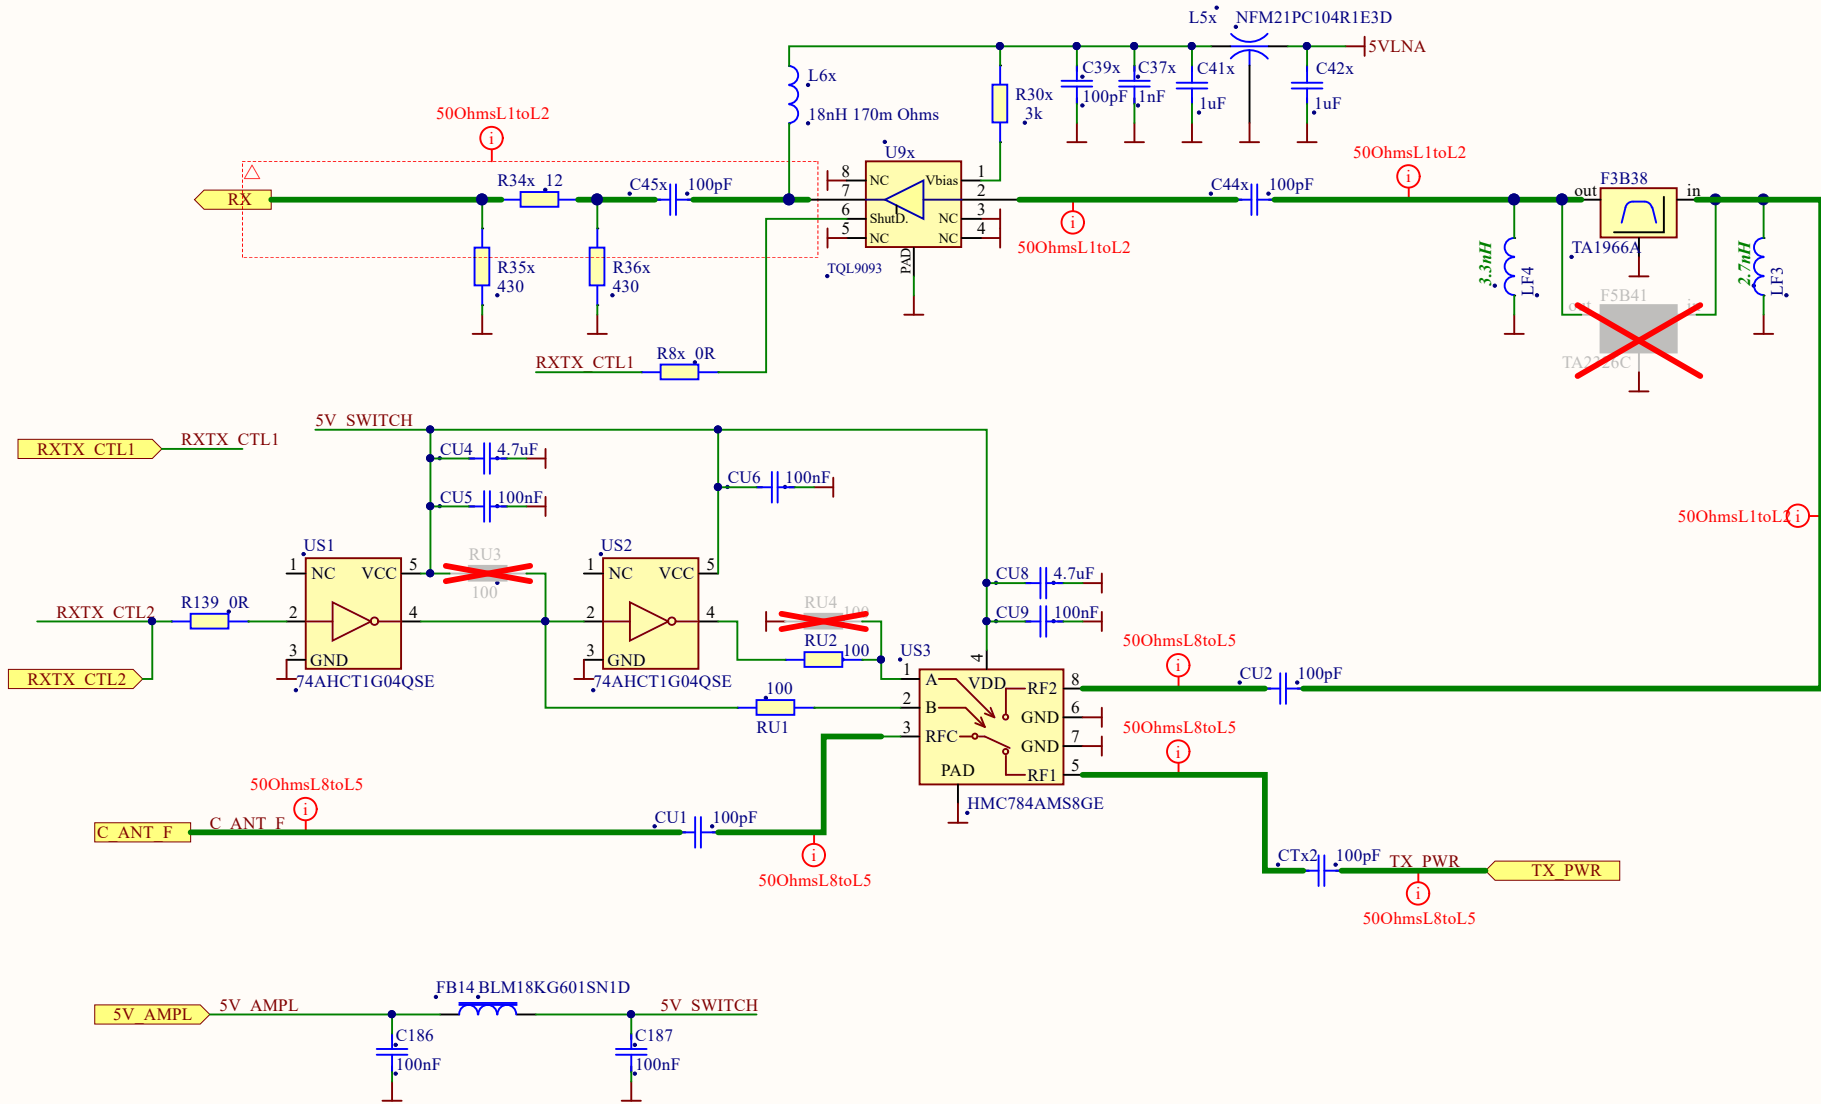 L5x NFM21PC104R1E3D
5VLNA
L6x
18nH 170m Ohms
R30x
3k
C39x
100pF
C37x
1nF
C41x
1uF
C42x
1uF
50OhmsL1toL2
RX
R34x 12
C45x 100pF
R35x
430
R36x
430
U9x
8 NC
7
6 ShutD.
5 NC
Vbias 1
2
NC 3
NC 4
PAD
TQL9093
50OhmsL1toL2
C44x 100pF
50OhmsL1toL2
3.3nH
LF4
F3B38
out in
TA1966A
F5B41
2.7nH
LF3
RXTX_CTL1 R8x 0R
50OhmsL1toL2
5V_SWITCH
RXTX_CTL1 RXTX_CTL1
CU4 4.7uF
CU5 100nF
CU6 100nF
US1
1 NC VCC 5
2 4
3 GND
74AHCT1G04QSE
RU3
100
US2
1 NC VCC 5
2 4
3 GND
74AHCT1G04QSE
RXTX_CTL2 R139 0R
RXTX_CTL2
RU4
100
RU2
100
100
RU1
CU8 4.7uF
CU9 100nF
US3
4
VDD
1 A
2 B
3 RFC
PAD
RF2 8
GND 6
GND 7
RF1 5
HMC784AMS8GE
50OhmsL8toL5
CU2 100pF
50OhmsL8toL5
50OhmsL8toL5
C_ANT_F C_ANT_F
CU1 100pF
50OhmsL8toL5
CTx2 100pF
TX_PWR
TX_PWR
50OhmsL8toL5
FB14 BLM18KG601SN1D
5V_AMPL 5V_AMPL
5V_SWITCH
C186
100nF
C187
100nF